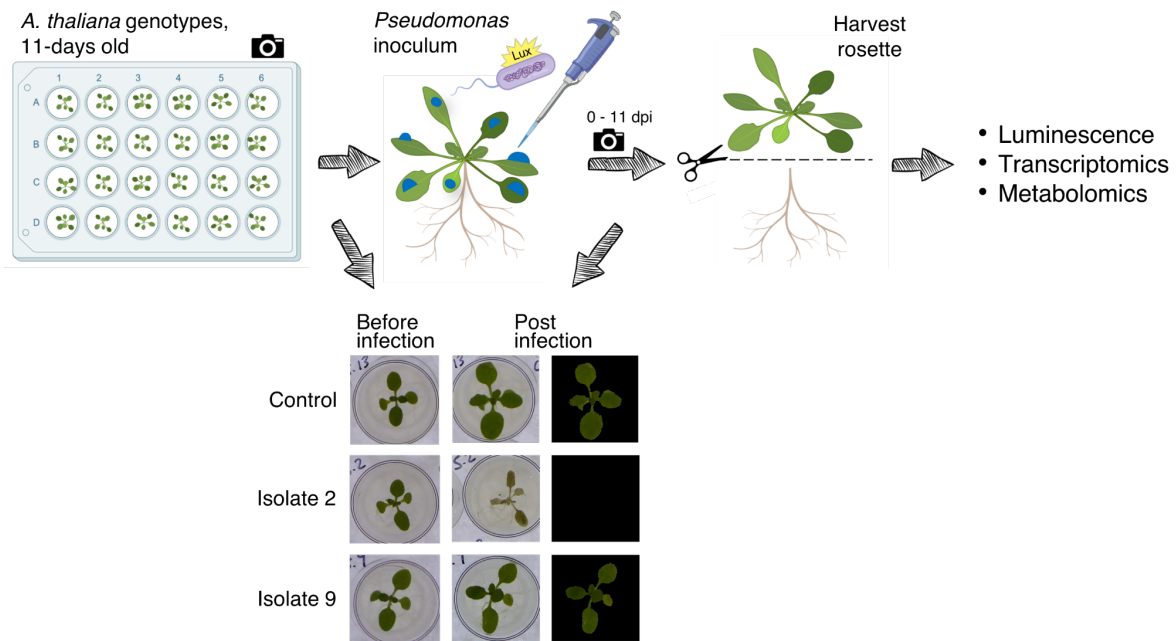 A. thaliana genotypes,
11-days old
1 2 3 4 5 6
A
B
C
D
Pseudomonas
inoculum
Lux
0 - 11 dpi
Harvest
rosette
• Luminescence
• Transcriptomics
• Metabolomics
Before
infection
Post
infection
Control
Isolate 2
Isolate 9